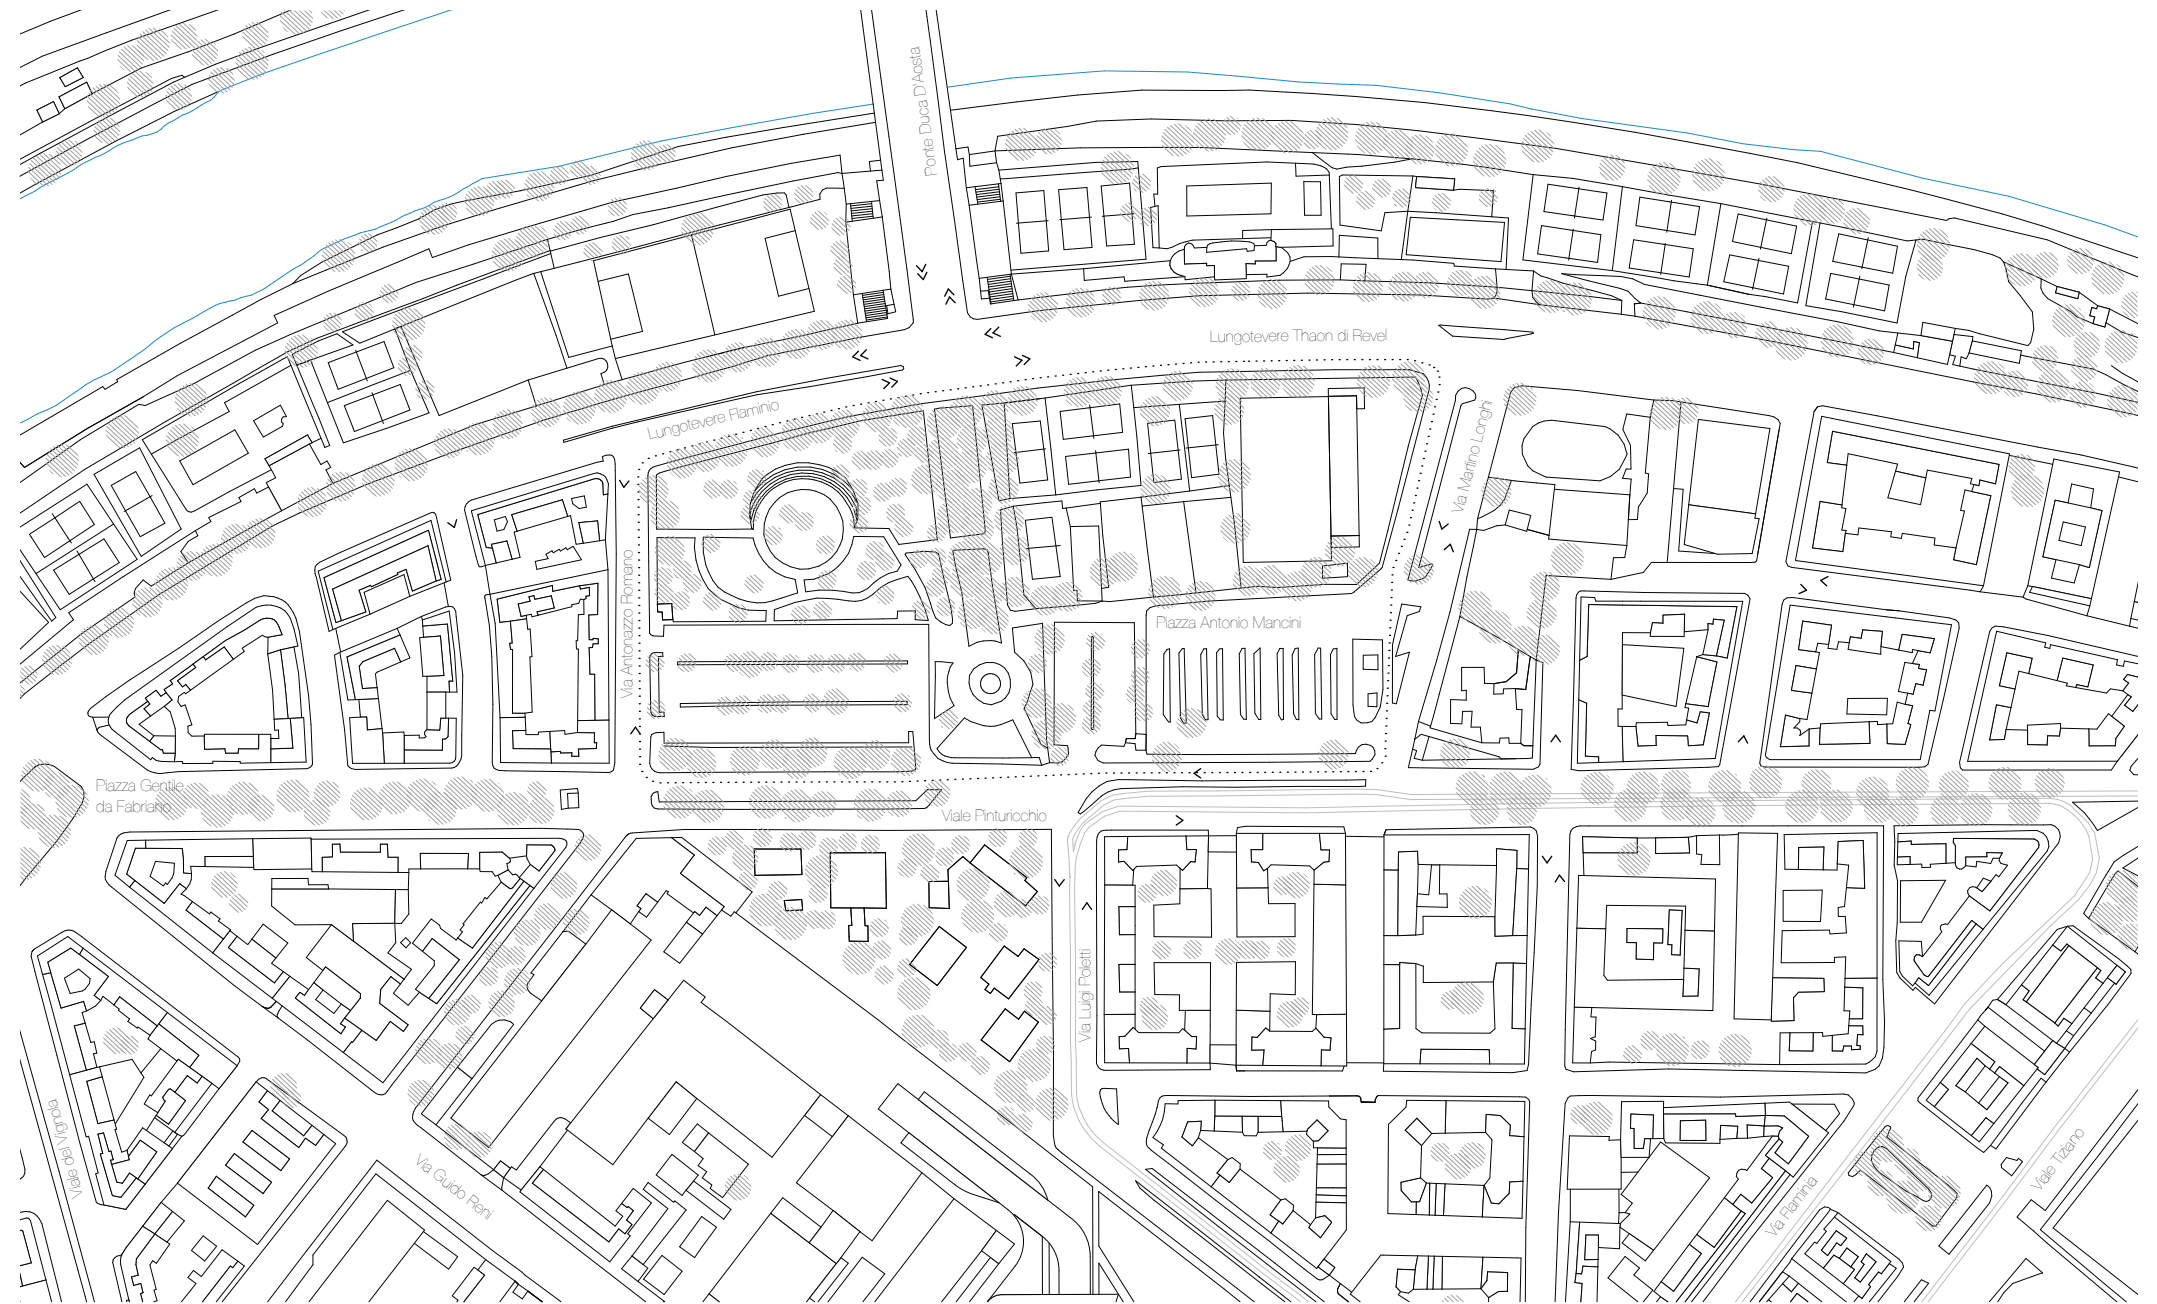 Ponte Duca D'Aosta
Lungotevere Thaon di Revel
Lungotevere Flaminio
Via Martino Longhi
Via Antonazzo Romano
Piazza Antonio Mancini
Piazza Gentile
da Fabriano
Viale Pinturicchio
Via Luigi Poletti
Viale del Vignola
Via Guido Reni
Via Flaminia
Viale Tiziano